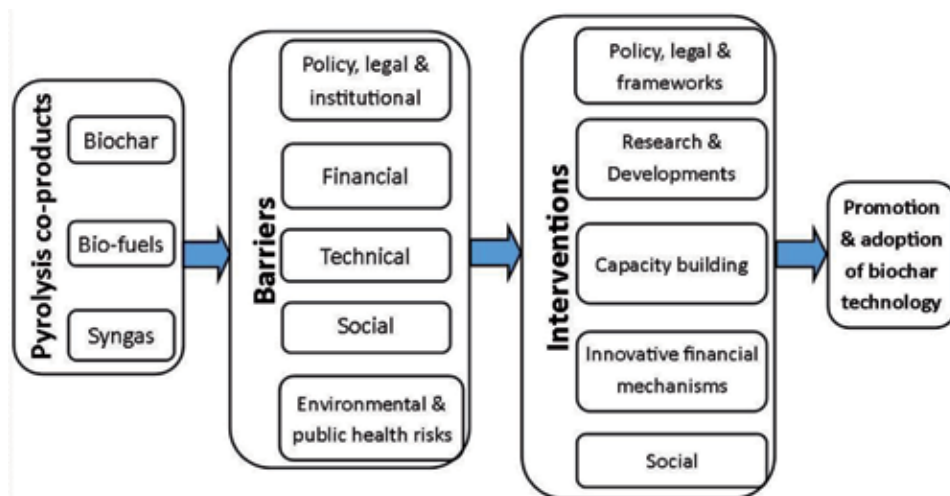 Pyrolysis co-products
Biochar
Bio-fuels
Syngas
Barriers
Policy, legal &
institutional
Financial
Technical
Social
Environmental &
public health risks
Interventions
Policy, legal &
frameworks
Research &
Developments
Capacity building
Innovative financial
mechanisms
Social
Promotion
& adoption
of biochar
technology